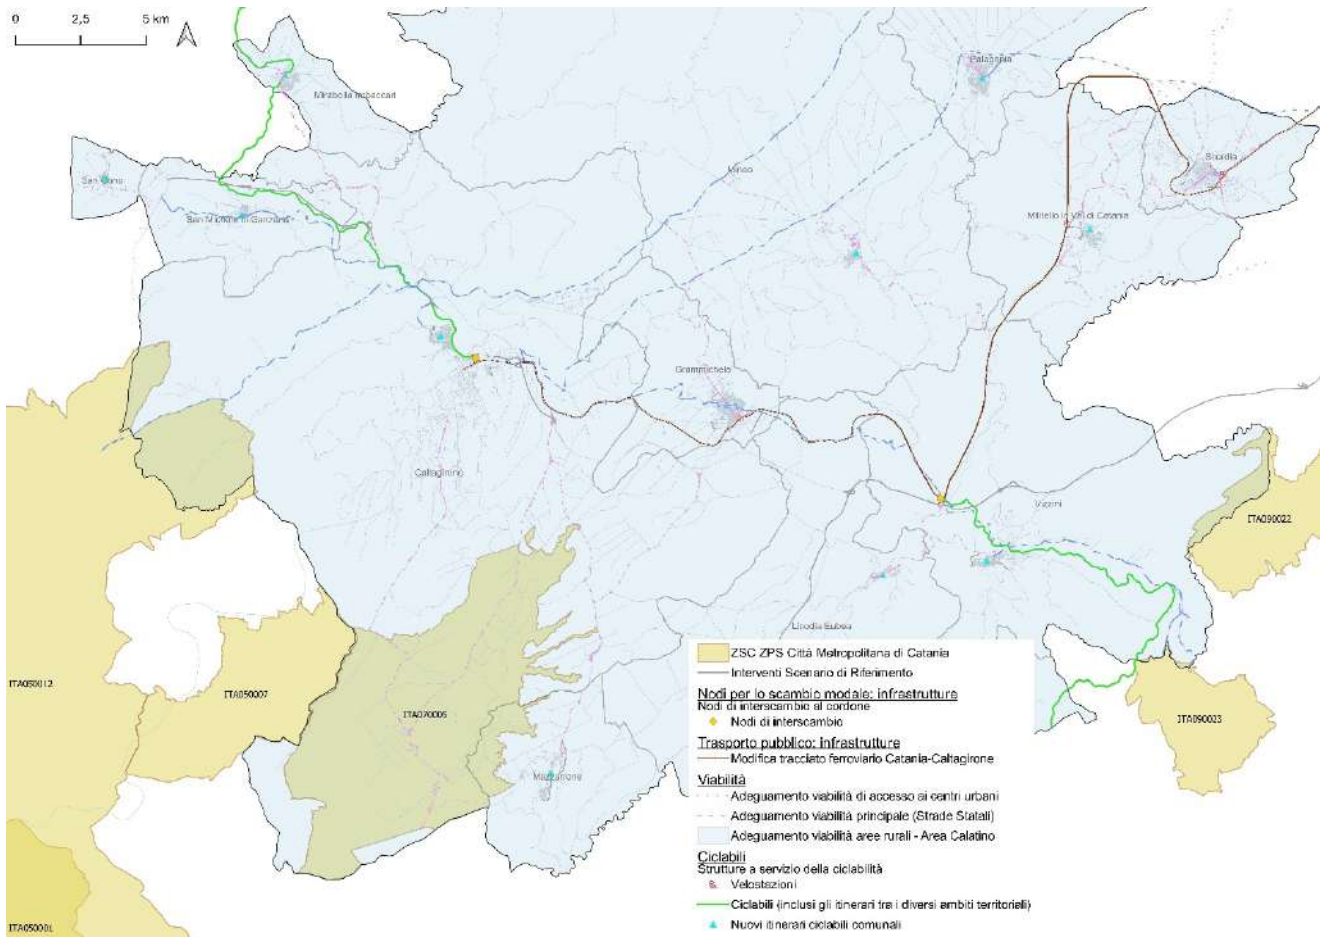 0 2,5 5 km
Palagonia
Mirabella Imbaccari
Scordia
San Cono
Mineo
San Michele di Ganzaria
Militello in Val di Catania
Grammichele
Caltagirone
Vizzini
ITA090022
Licodia Eubea
ITA050012
ITA050007
ITA070005
ITA090023
Mazzarrone
ITA050001
ZSC ZPS Città Metropolitana di Catania
Interventi Scenario di Riferimento
Nodi per lo scambio modale: infrastrutture
Nodi di interscambio al cordone
Nodi di interscambio
Trasporto pubblico: infrastrutture
Modifica tracciato ferroviario Catania-Caltagirone
Viabilità
Adeguamento viabilità di accesso ai centri urbani
Adeguamento viabilità principale (Strade Statali)
Adeguamento viabilità aree rurali - Area Calatino
Ciclabili
Strutture a servizio della ciclabilità
Velostazioni
Ciclabili (inclusi gli itinerari tra i diversi ambiti territoriali)
Nuovi itinerari ciclabili comunali